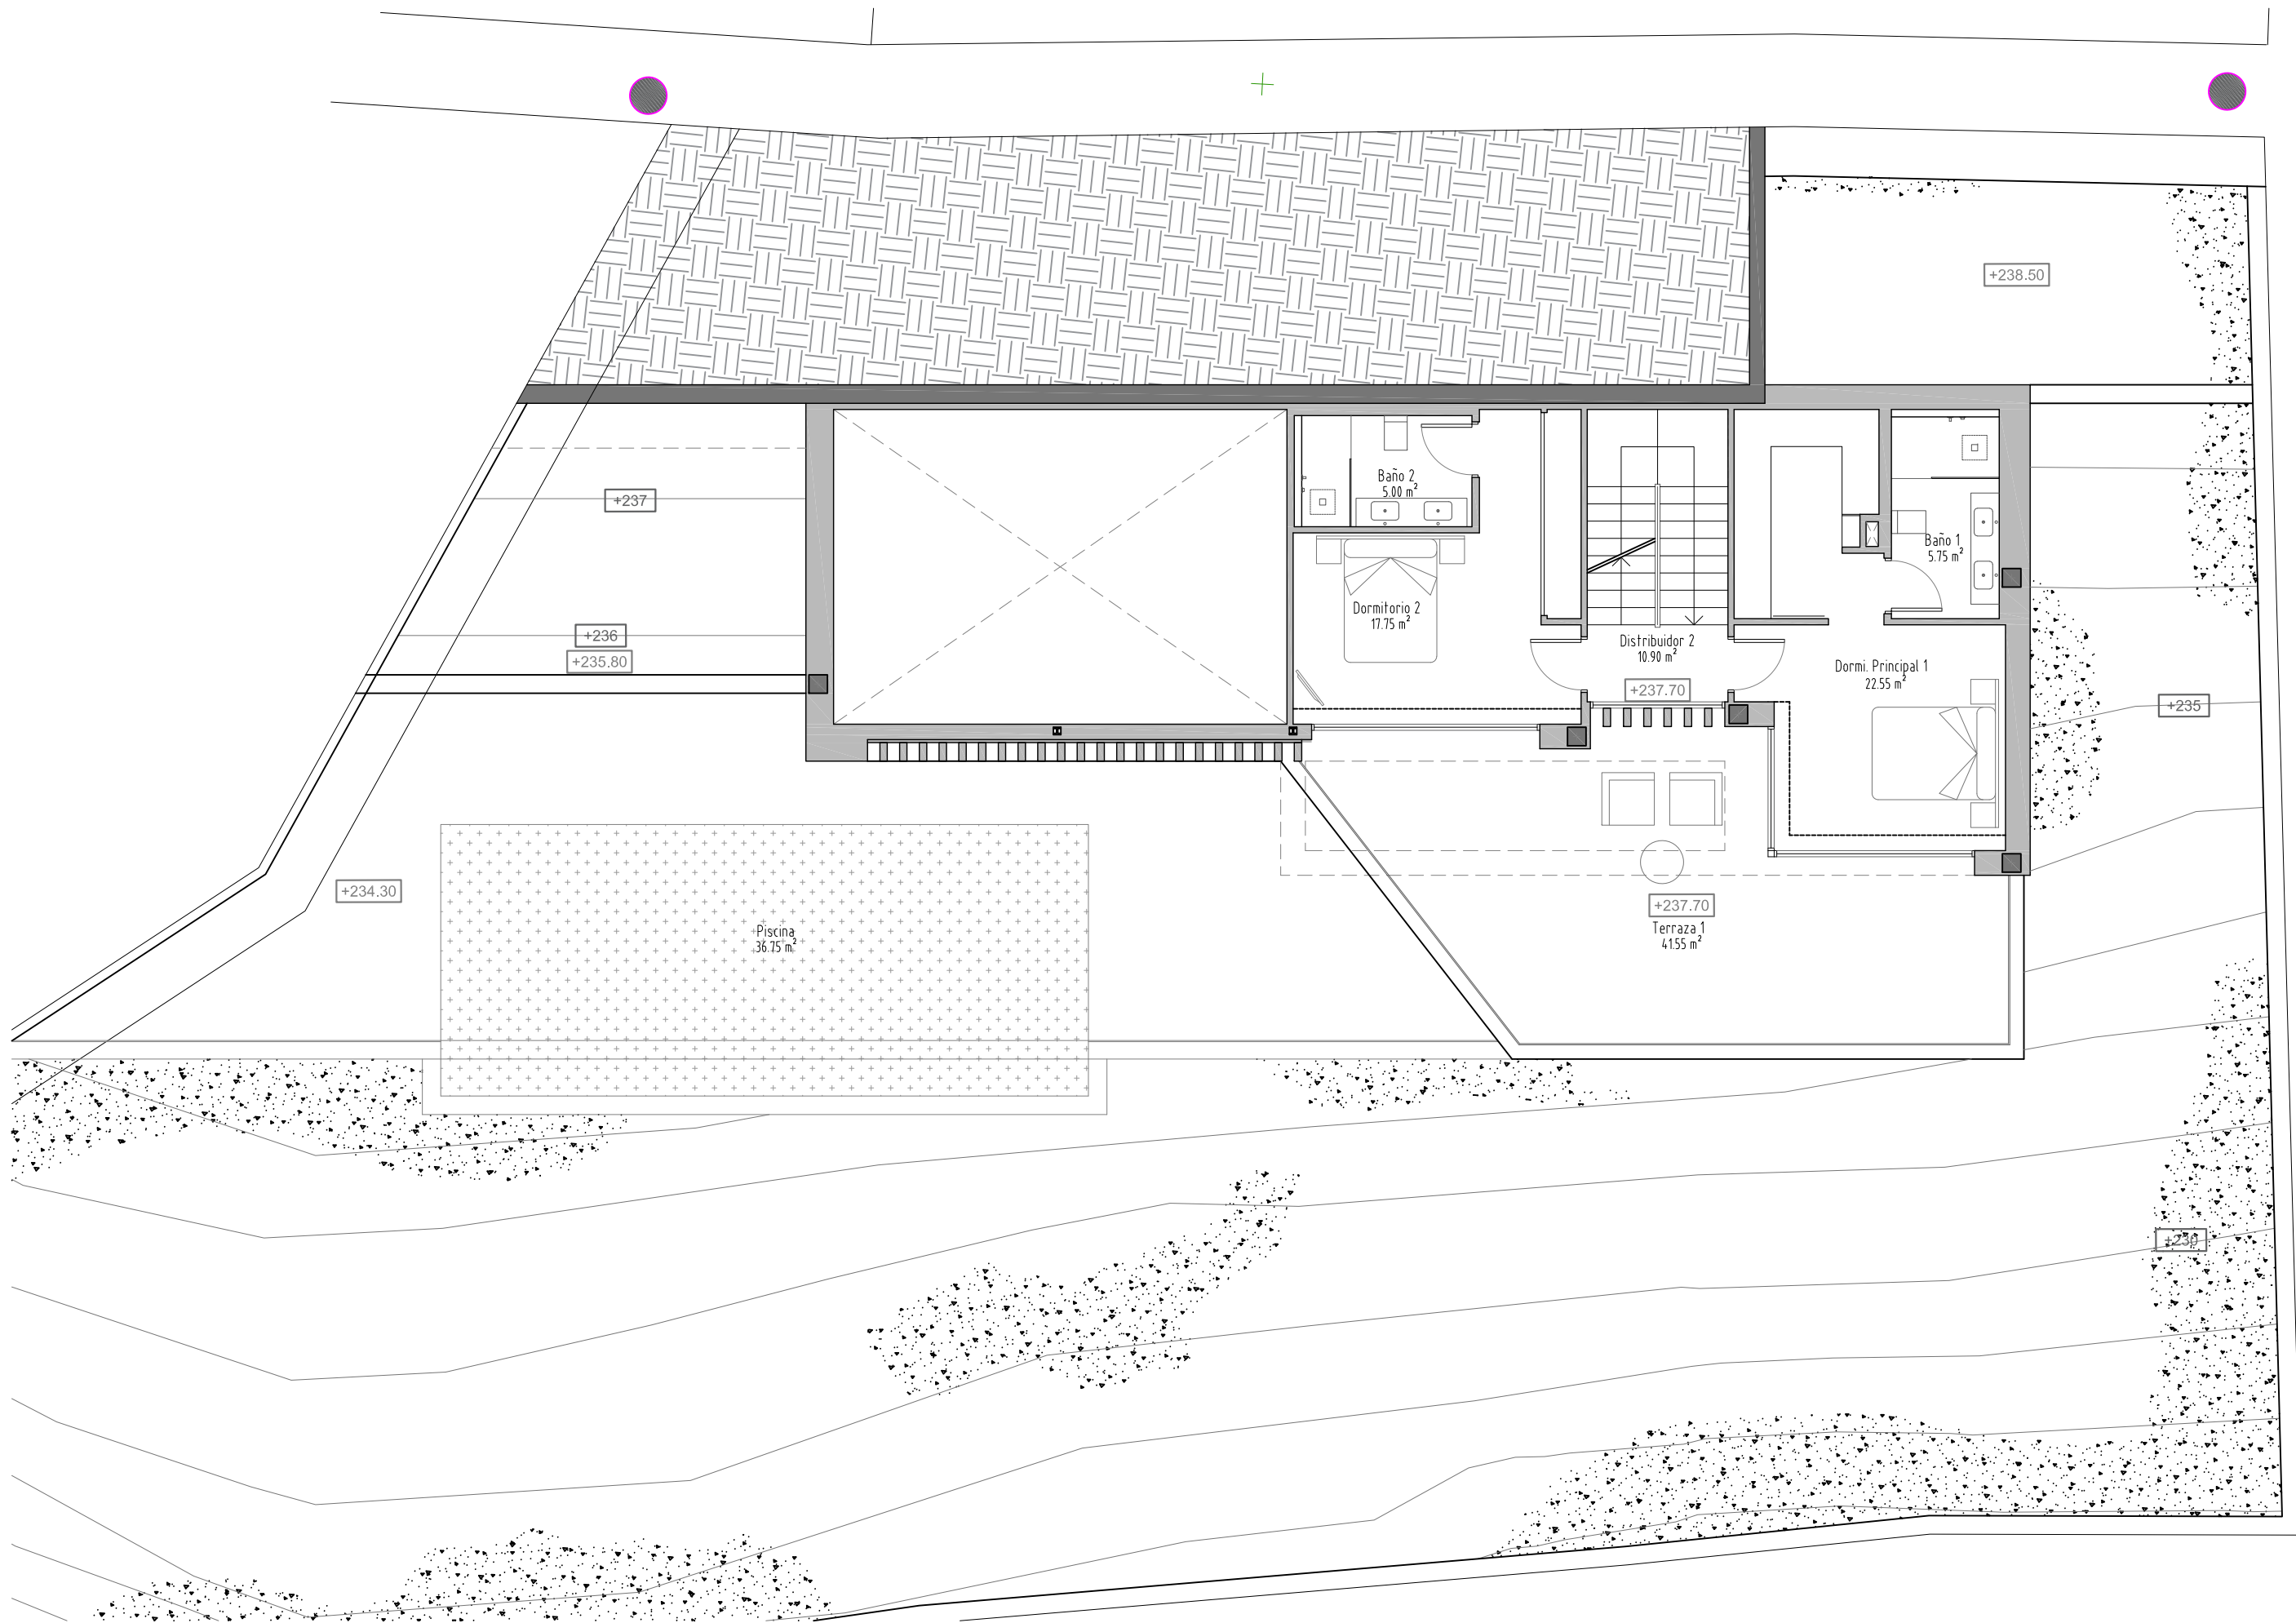 +238.50
+237
Baño 2
5.00 m²
Baño 1
5.75 m²
Dormitorio 2
17.75 m²
+236
+235.80
Distribuidor 2
10.90 m²
+237.70
Dormi. Principal 1
22.55 m²
+235
+234.30
+237.70
Terraza 1
41.55 m²
Piscina
36.75 m²
+230